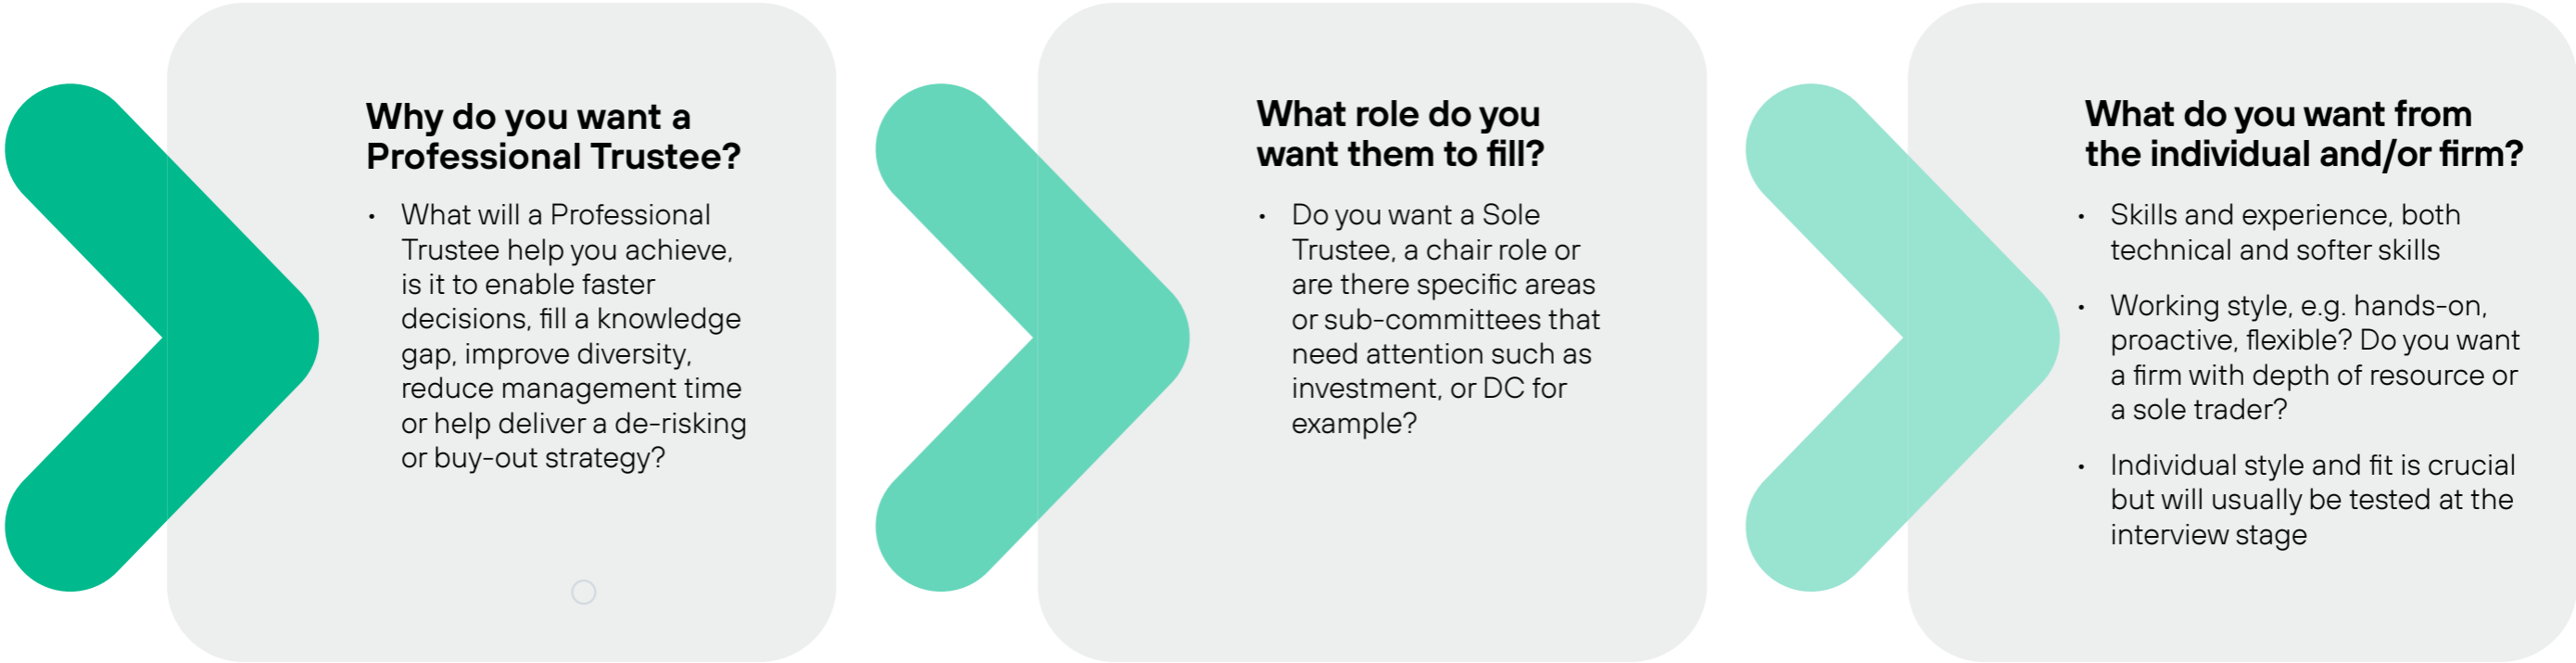 Why do you want a
Professional Trustee?
• What will a Professional
Trustee help you achieve,
is it to enable faster
decisions, fill a knowledge
gap, improve diversity,
reduce management time
or help deliver a de-risking
or buy-out strategy?
What role do you
want them to fill?
• Do you want a Sole
Trustee, a chair role or
are there specific areas
or sub-committees that
need attention such as
investment, or DC for
example?
What do you want from
the individual and/or firm?
• Skills and experience, both
technical and softer skills
• Working style, e.g. hands-on,
proactive, flexible? Do you want
a firm with depth of resource or
a sole trader?
• Individual style and fit is crucial
but will usually be tested at the
interview stage